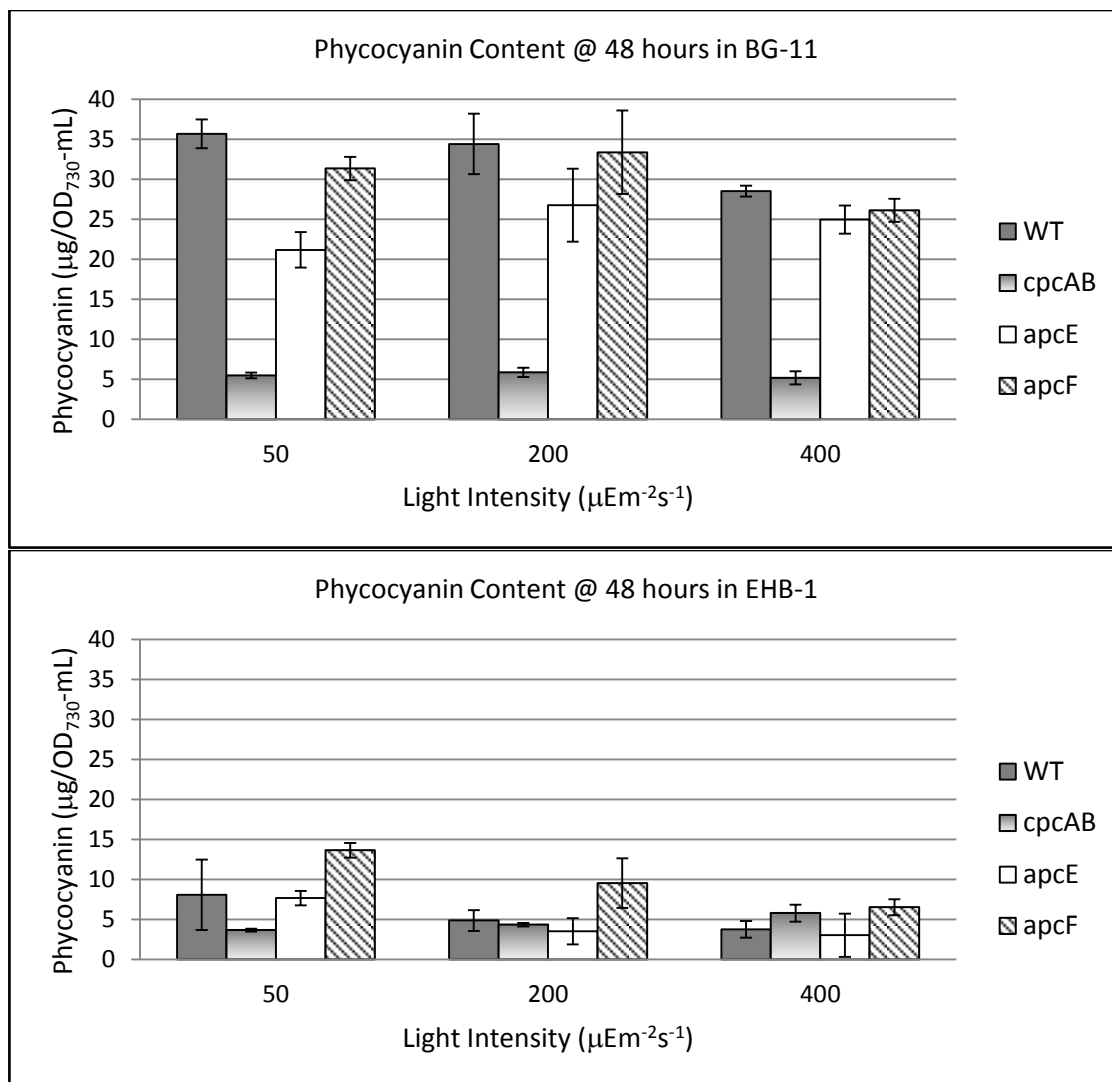 Phycocyanin Content @ 48 hours in BG-11
Phycocyanin (µg/OD730-mL)
40
35
30
25
20
15
10
5
0
50 200 400
Light Intensity (µEm-2s-1)
WT
cpcAB
apcE
apcF
Phycocyanin Content @ 48 hours in EHB-1
Phycocyanin (µg/OD730-mL)
40
35
30
25
20
15
10
5
0
50 200 400
Light Intensity (µEm-2s-1)
WT
cpcAB
apcE
apcF